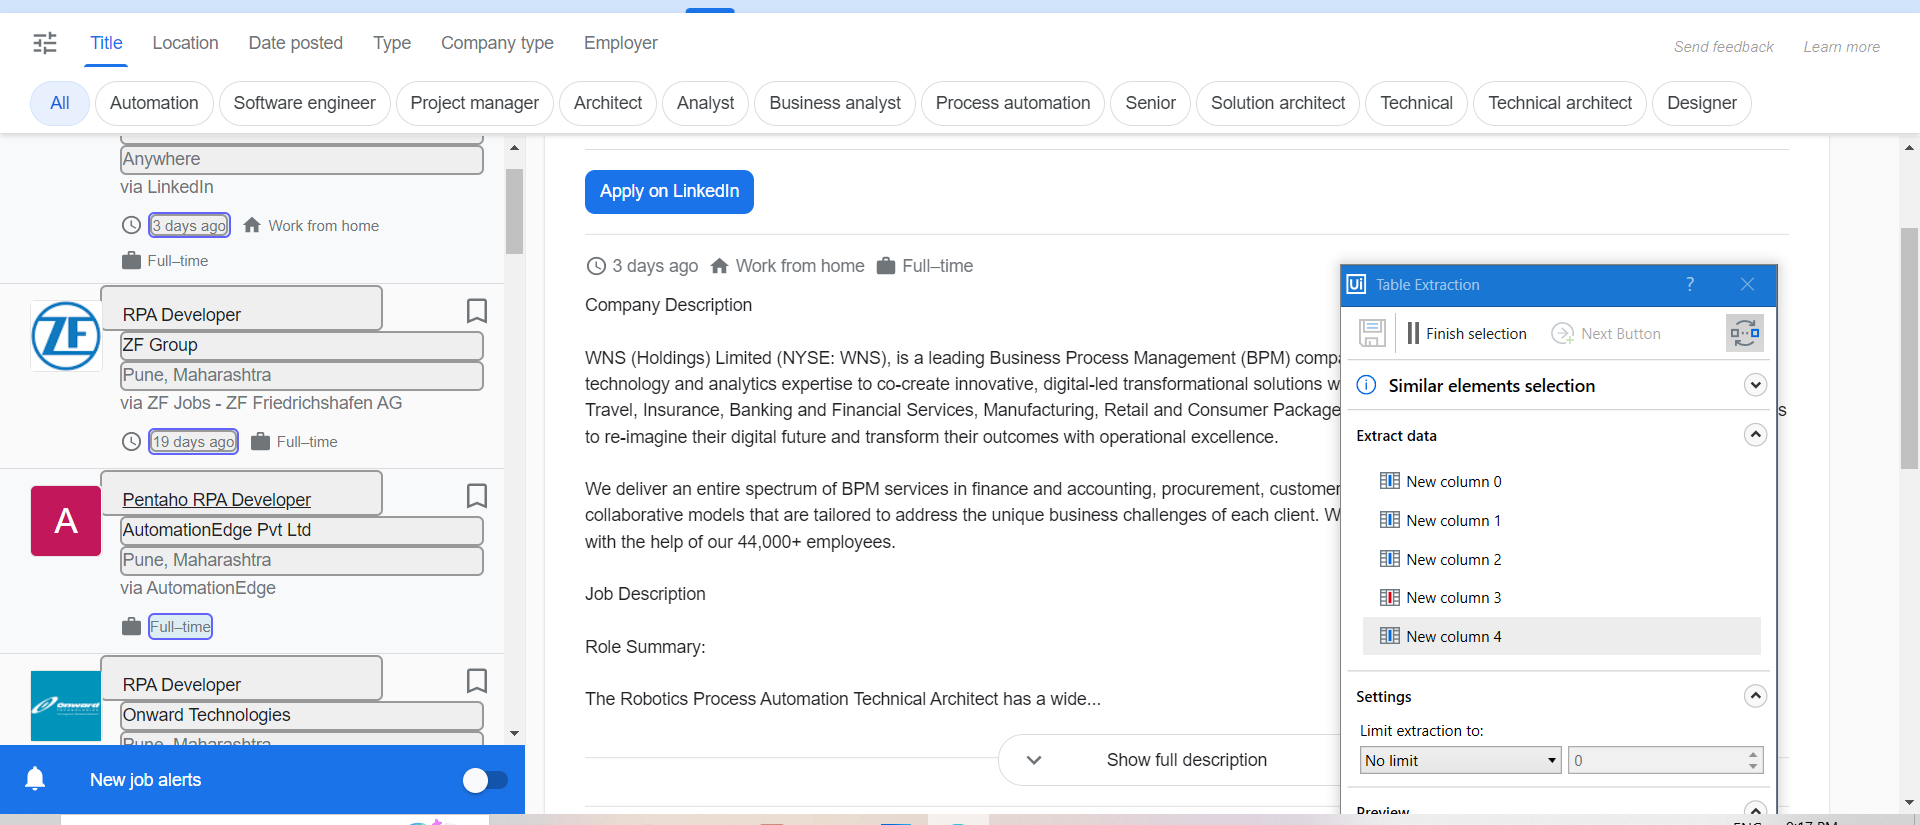 Title Location Date posted Type Company type Employer
Send feedback Learn more
All Automation Software engineer Project manager Architect Analyst Business analyst Process automation Senior Solution architect Technical Technical architect Designer
Anywhere
via LinkedIn
3 days ago Work from home
Full–time
ZF
RPA Developer
ZF Group
Pune, Maharashtra
via ZF Jobs - ZF Friedrichshafen AG
19 days ago Full–time
A
Pentaho RPA Developer
AutomationEdge Pvt Ltd
Pune, Maharashtra
via AutomationEdge
Full–time
Onward
RPA Developer
Onward Technologies
Pune, Maharashtra
New job alerts
Apply on LinkedIn
3 days ago Work from home Full–time
Company Description
WNS (Holdings) Limited (NYSE: WNS), is a leading Business Process Management (BPM) comp
technology and analytics expertise to co-create innovative, digital-led transformational solutions w
Travel, Insurance, Banking and Financial Services, Manufacturing, Retail and Consumer Package s
to re-imagine their digital future and transform their outcomes with operational excellence.
We deliver an entire spectrum of BPM services in finance and accounting, procurement, customer
collaborative models that are tailored to address the unique business challenges of each client. W
with the help of our 44,000+ employees.
Job Description
Role Summary:
The Robotics Process Automation Technical Architect has a wide...
Show full description
Ui Table Extraction ?
Finish selection Next Button
Similar elements selection
Extract data
New column 0
New column 1
New column 2
New column 3
New column 4
Settings
Limit extraction to:
No limit 0
Preview